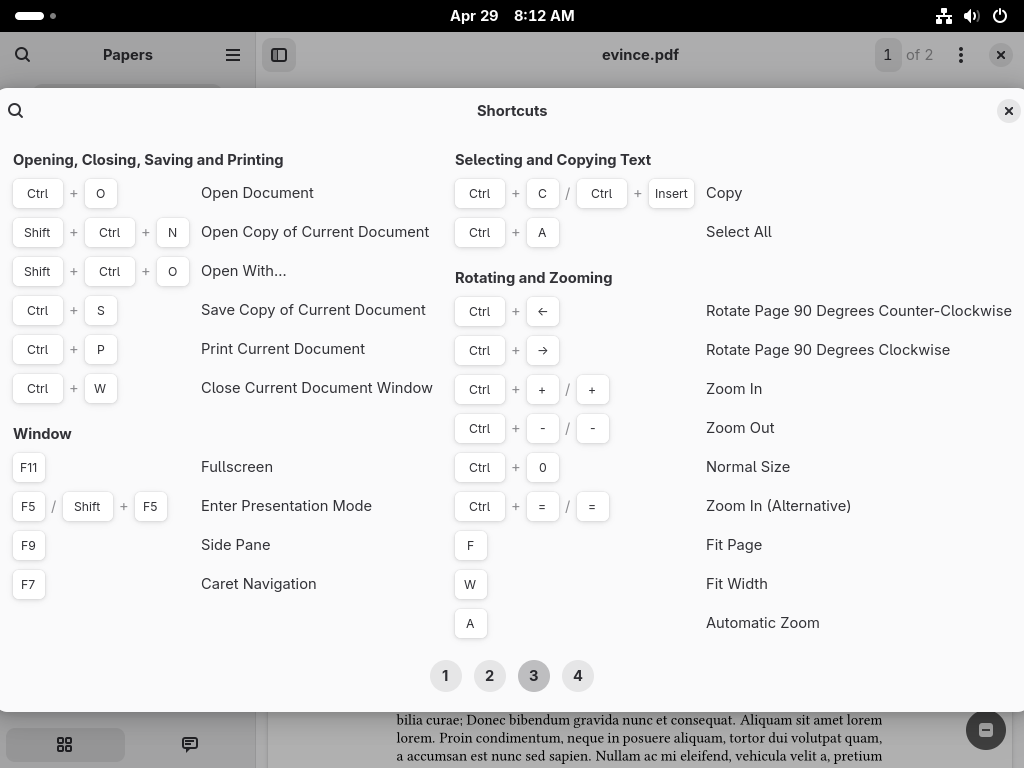 Apr 29 8:12 AM
Papers
evince.pdf
1 of 2
Shortcuts
Opening, Closing, Saving and Printing
Ctrl + O Open Document
Shift + Ctrl + N Open Copy of Current Document
Shift + Ctrl + O Open With…
Ctrl + S Save Copy of Current Document
Ctrl + P Print Current Document
Ctrl + W Close Current Document Window
Window
F11 Fullscreen
F5 / Shift + F5 Enter Presentation Mode
F9 Side Pane
F7 Caret Navigation
Selecting and Copying Text
Ctrl + C / Ctrl + Insert Copy
Ctrl + A Select All
Rotating and Zooming
Ctrl + ← Rotate Page 90 Degrees Counter-Clockwise
Ctrl + → Rotate Page 90 Degrees Clockwise
Ctrl + + / + Zoom In
Ctrl + - / - Zoom Out
Ctrl + 0 Normal Size
Ctrl + = / = Zoom In (Alternative)
F Fit Page
W Fit Width
A Automatic Zoom
1 2 3 4
bilia curae; Donec bibendum gravida nunc et consequat. Aliquam sit amet lorem
lorem. Proin condimentum, neque in posuere aliquam, tortor dui volutpat quam,
a accumsan est nunc sed sapien. Nullam ac mi eleifend, vehicula velit a, pretium